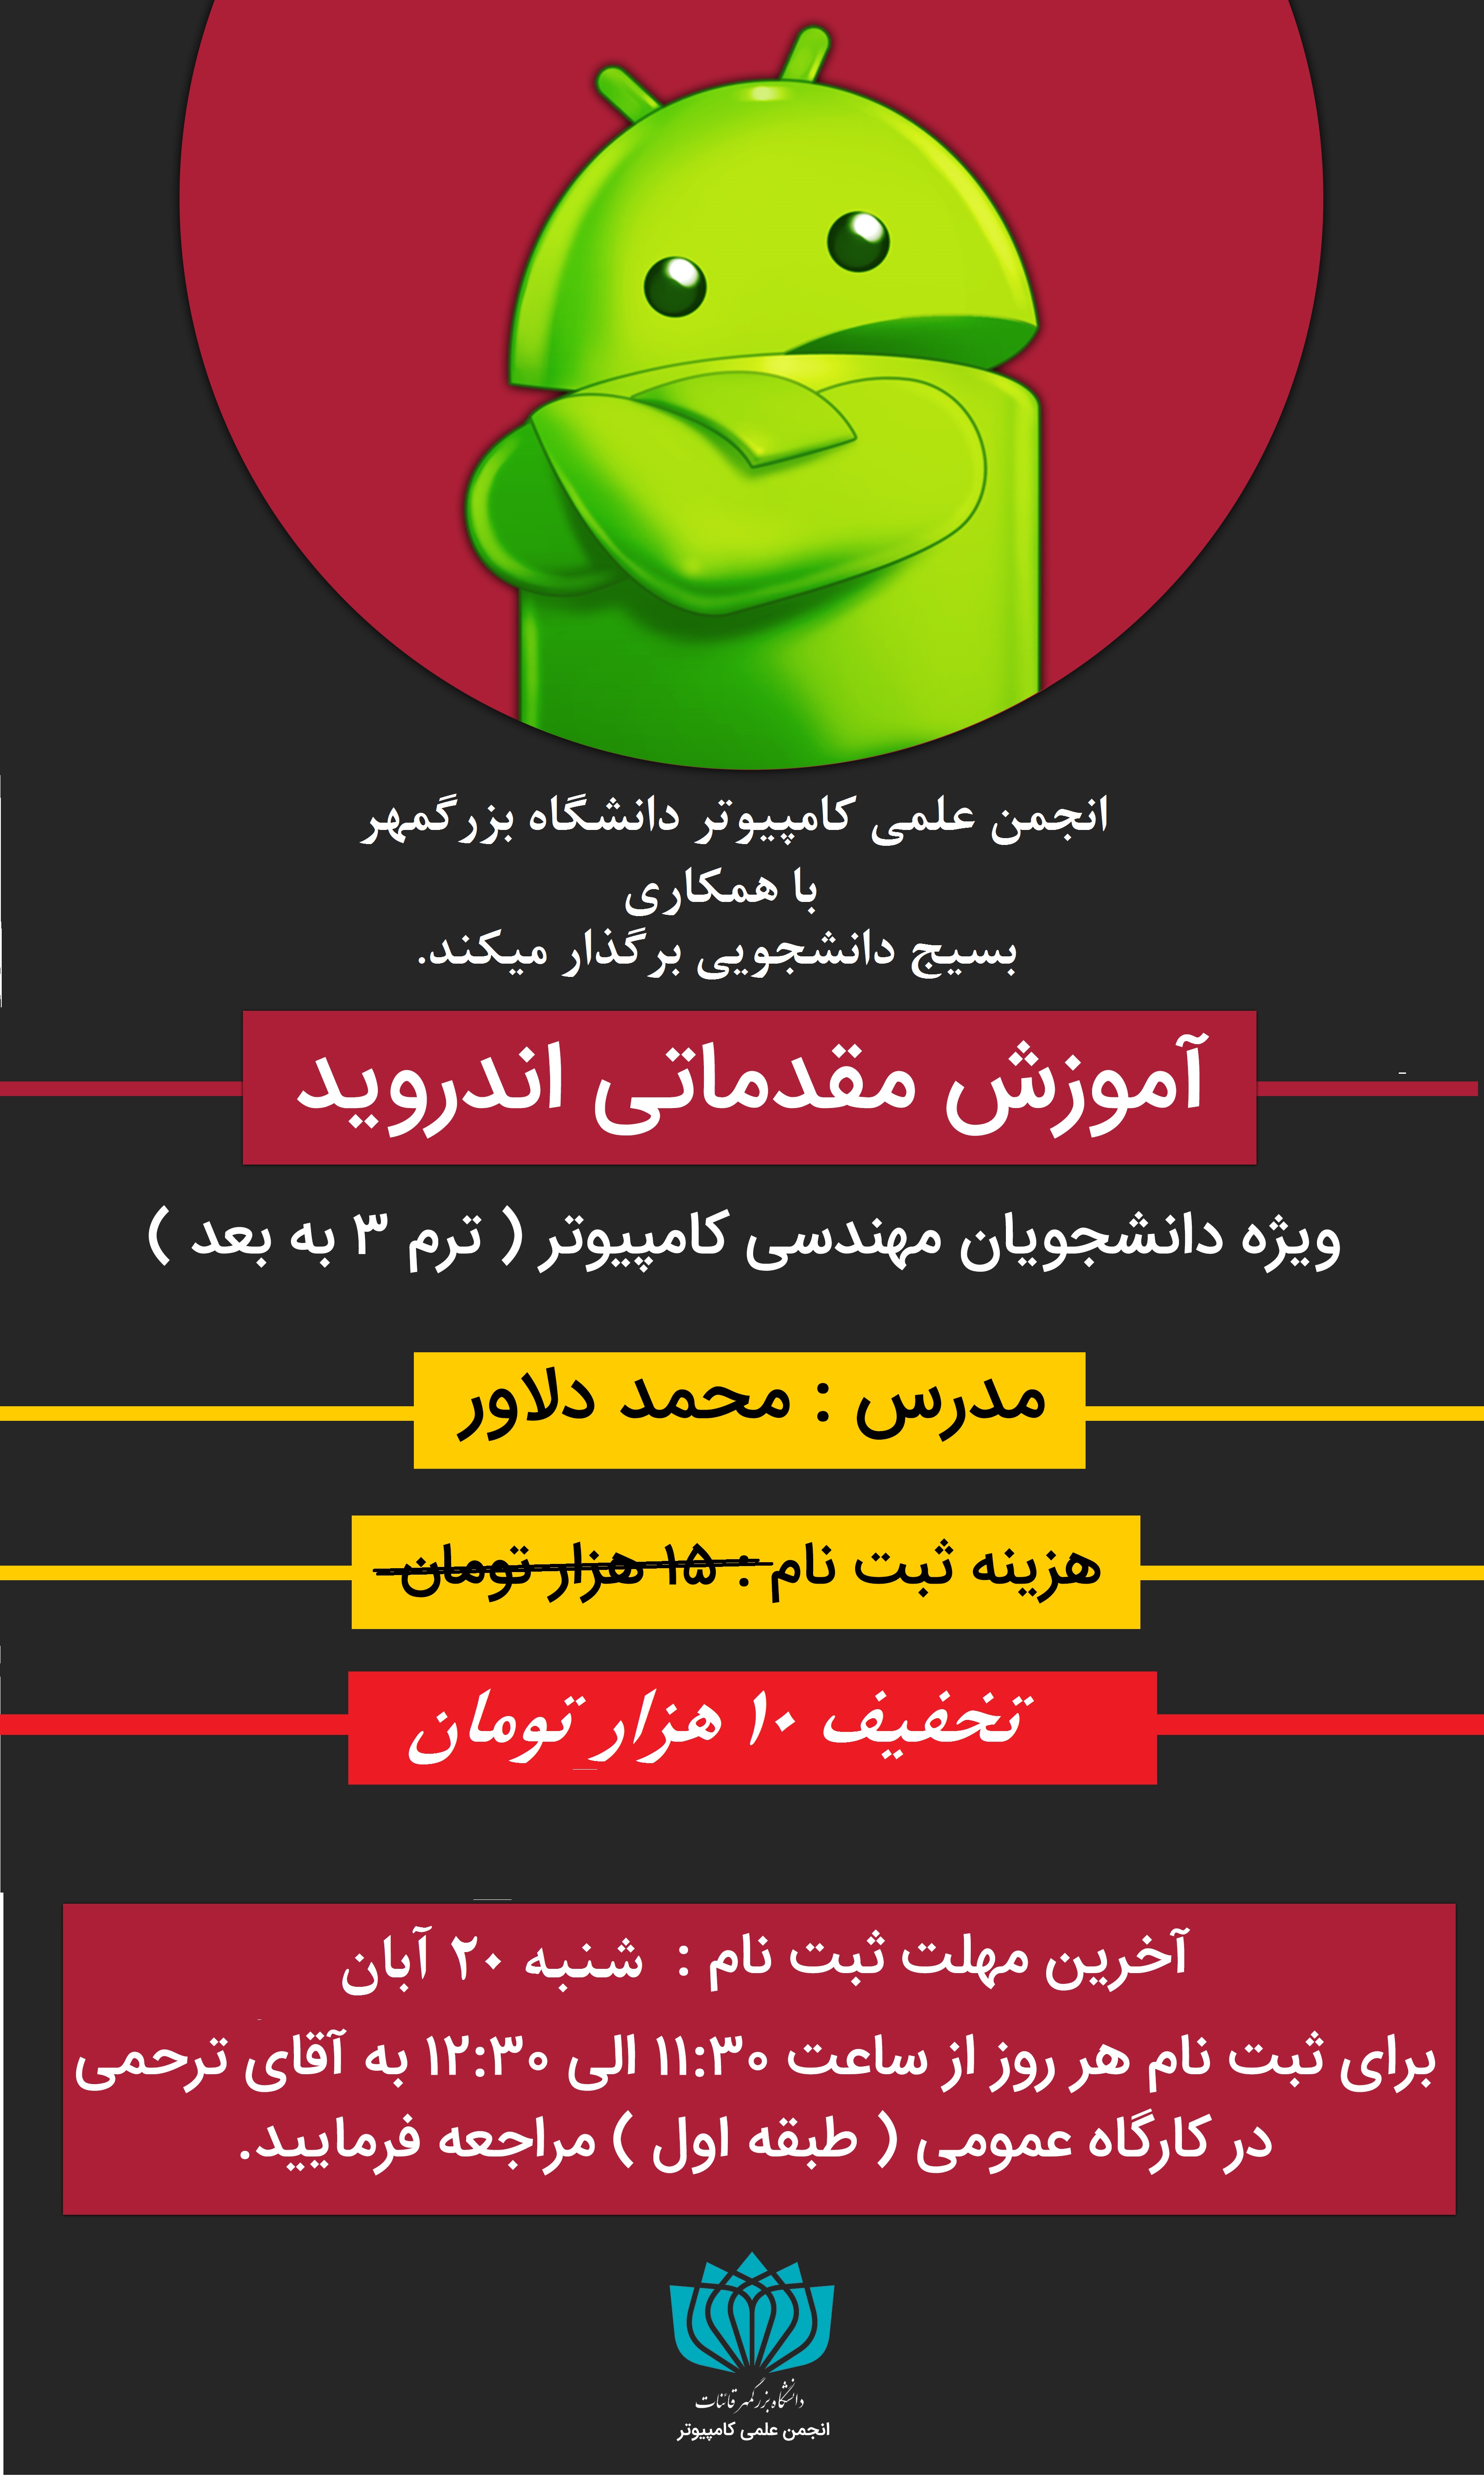 انجمن علمی کامپیوتر دانشگاه بزرگمهر
با همکاری
بسیج دانشجویی برگذار میکند.
آموزش مقدماتی اندروید
ویژه دانشجویان مهندسی کامپیوتر ( ترم ۳ به بعد )
مدرس : محمد دلاور
هزینه ثبت نام : ۱۵ هزار تومان
تخفیف ۱۰ هزار تومان
آخرین مهلت ثبت نام : شنبه ۲۰ آبان
برای ثبت نام هر روز از ساعت ۱۱:۳۰ الی ۱۲:۳۰ به آقای ترحمی
در کارگاه عمومی ( طبقه اول ) مراجعه فرمایید.
دانشگاه بزرگمهر قائنات
انجمن علمی کامپیوتر